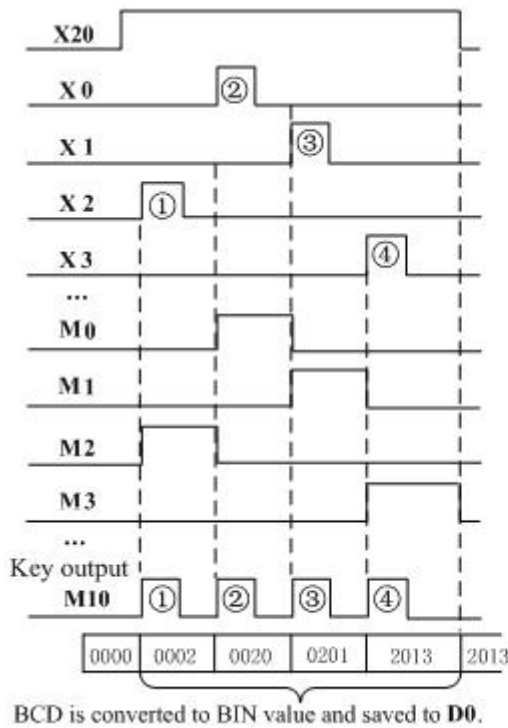 X20
X0 ②
X1 ③
X2 ①
X3 ④
...
M0
M1
M2
M3
...
Key output
M10 ① ② ③ ④
0000 0002 0020 0201 2013 2013
BCD is converted to BIN value and saved to D0.